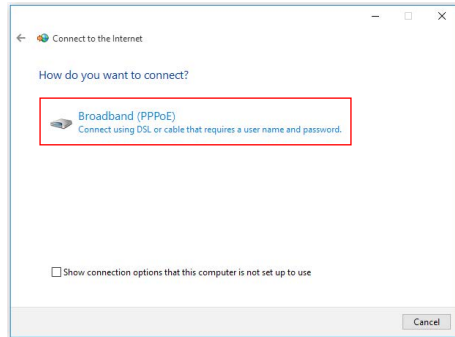 Connect to the Internet
How do you want to connect?
Broadband (PPPoE)
Connect using DSL or cable that requires a user name and password.
Show connection options that this computer is not set up to use
Cancel